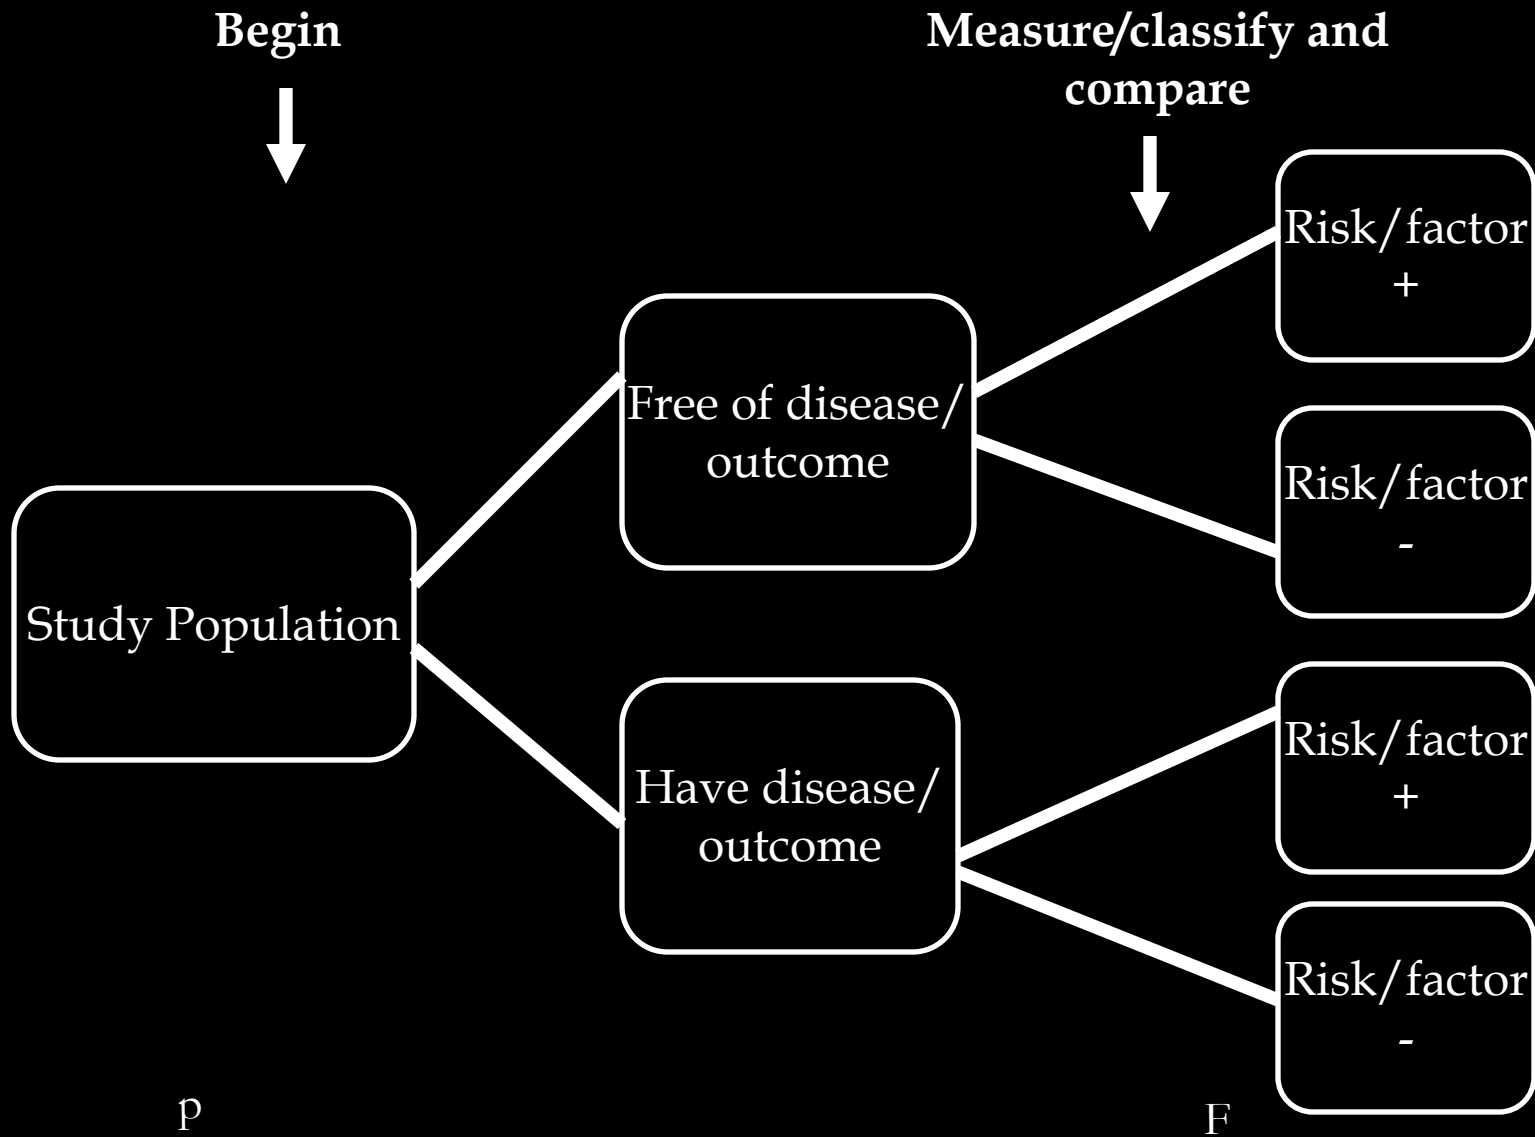 Begin
Measure/classify and
compare
Risk/factor
+
Free of disease/
outcome
Risk/factor
-
Study Population
Have disease/
outcome
Risk/factor
+
Risk/factor
-
p
F